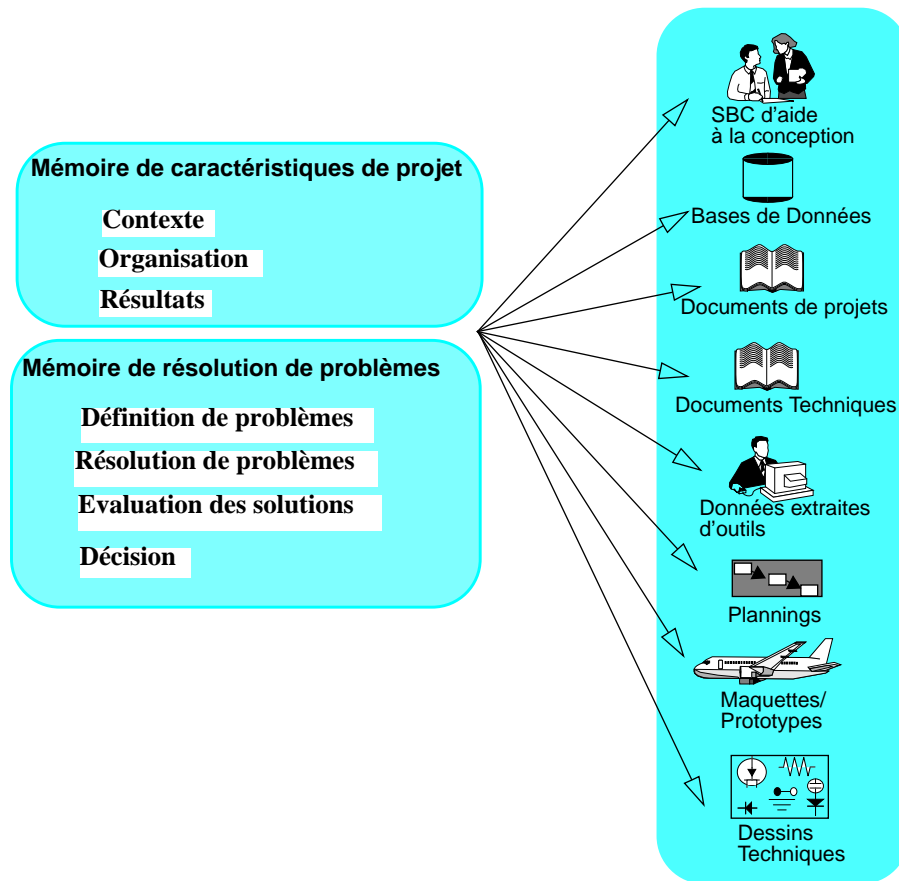 Mémoire de caractéristiques de projet
Contexte
Organisation
Résultats
Mémoire de résolution de problèmes
Définition de problèmes
Résolution de problèmes
Evaluation des solutions
Décision
SBC d'aide
à la conception
Bases de Données
Documents de projets
Documents Techniques
Données extraites
d'outils
Plannings
Maquettes/
Prototypes
Dessins
Techniques